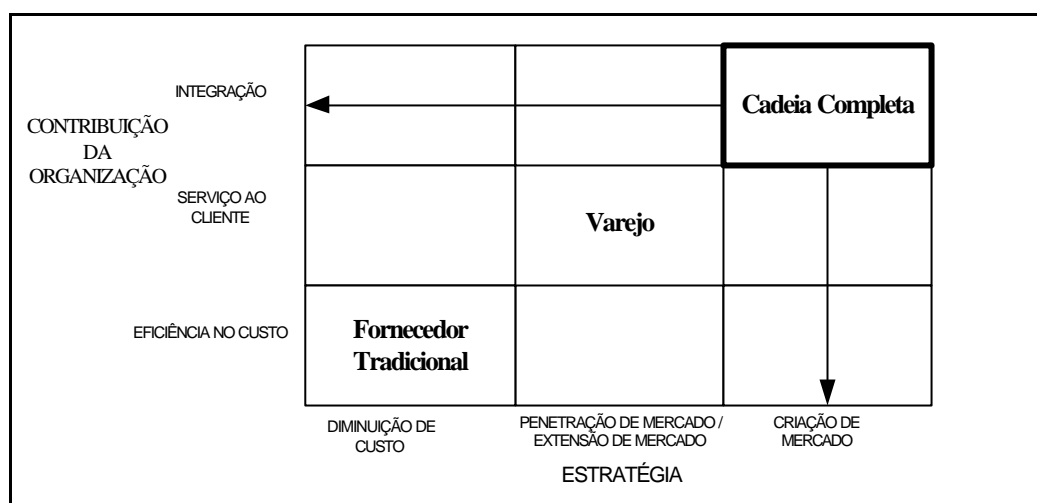 INTEGRAÇÃO
Cadeia Completa
CONTRIBUIÇÃO
DA
ORGANIZAÇÃO
SERVIÇO AO
CLIENTE
Varejo
EFICIÊNCIA NO CUSTO
Fornecedor
Tradicional
DIMINUIÇÃO DE
CUSTO
PENETRAÇÃO DE MERCADO /
EXTENSÃO DE MERCADO
CRIAÇÃO DE
MERCADO
ESTRATÉGIA